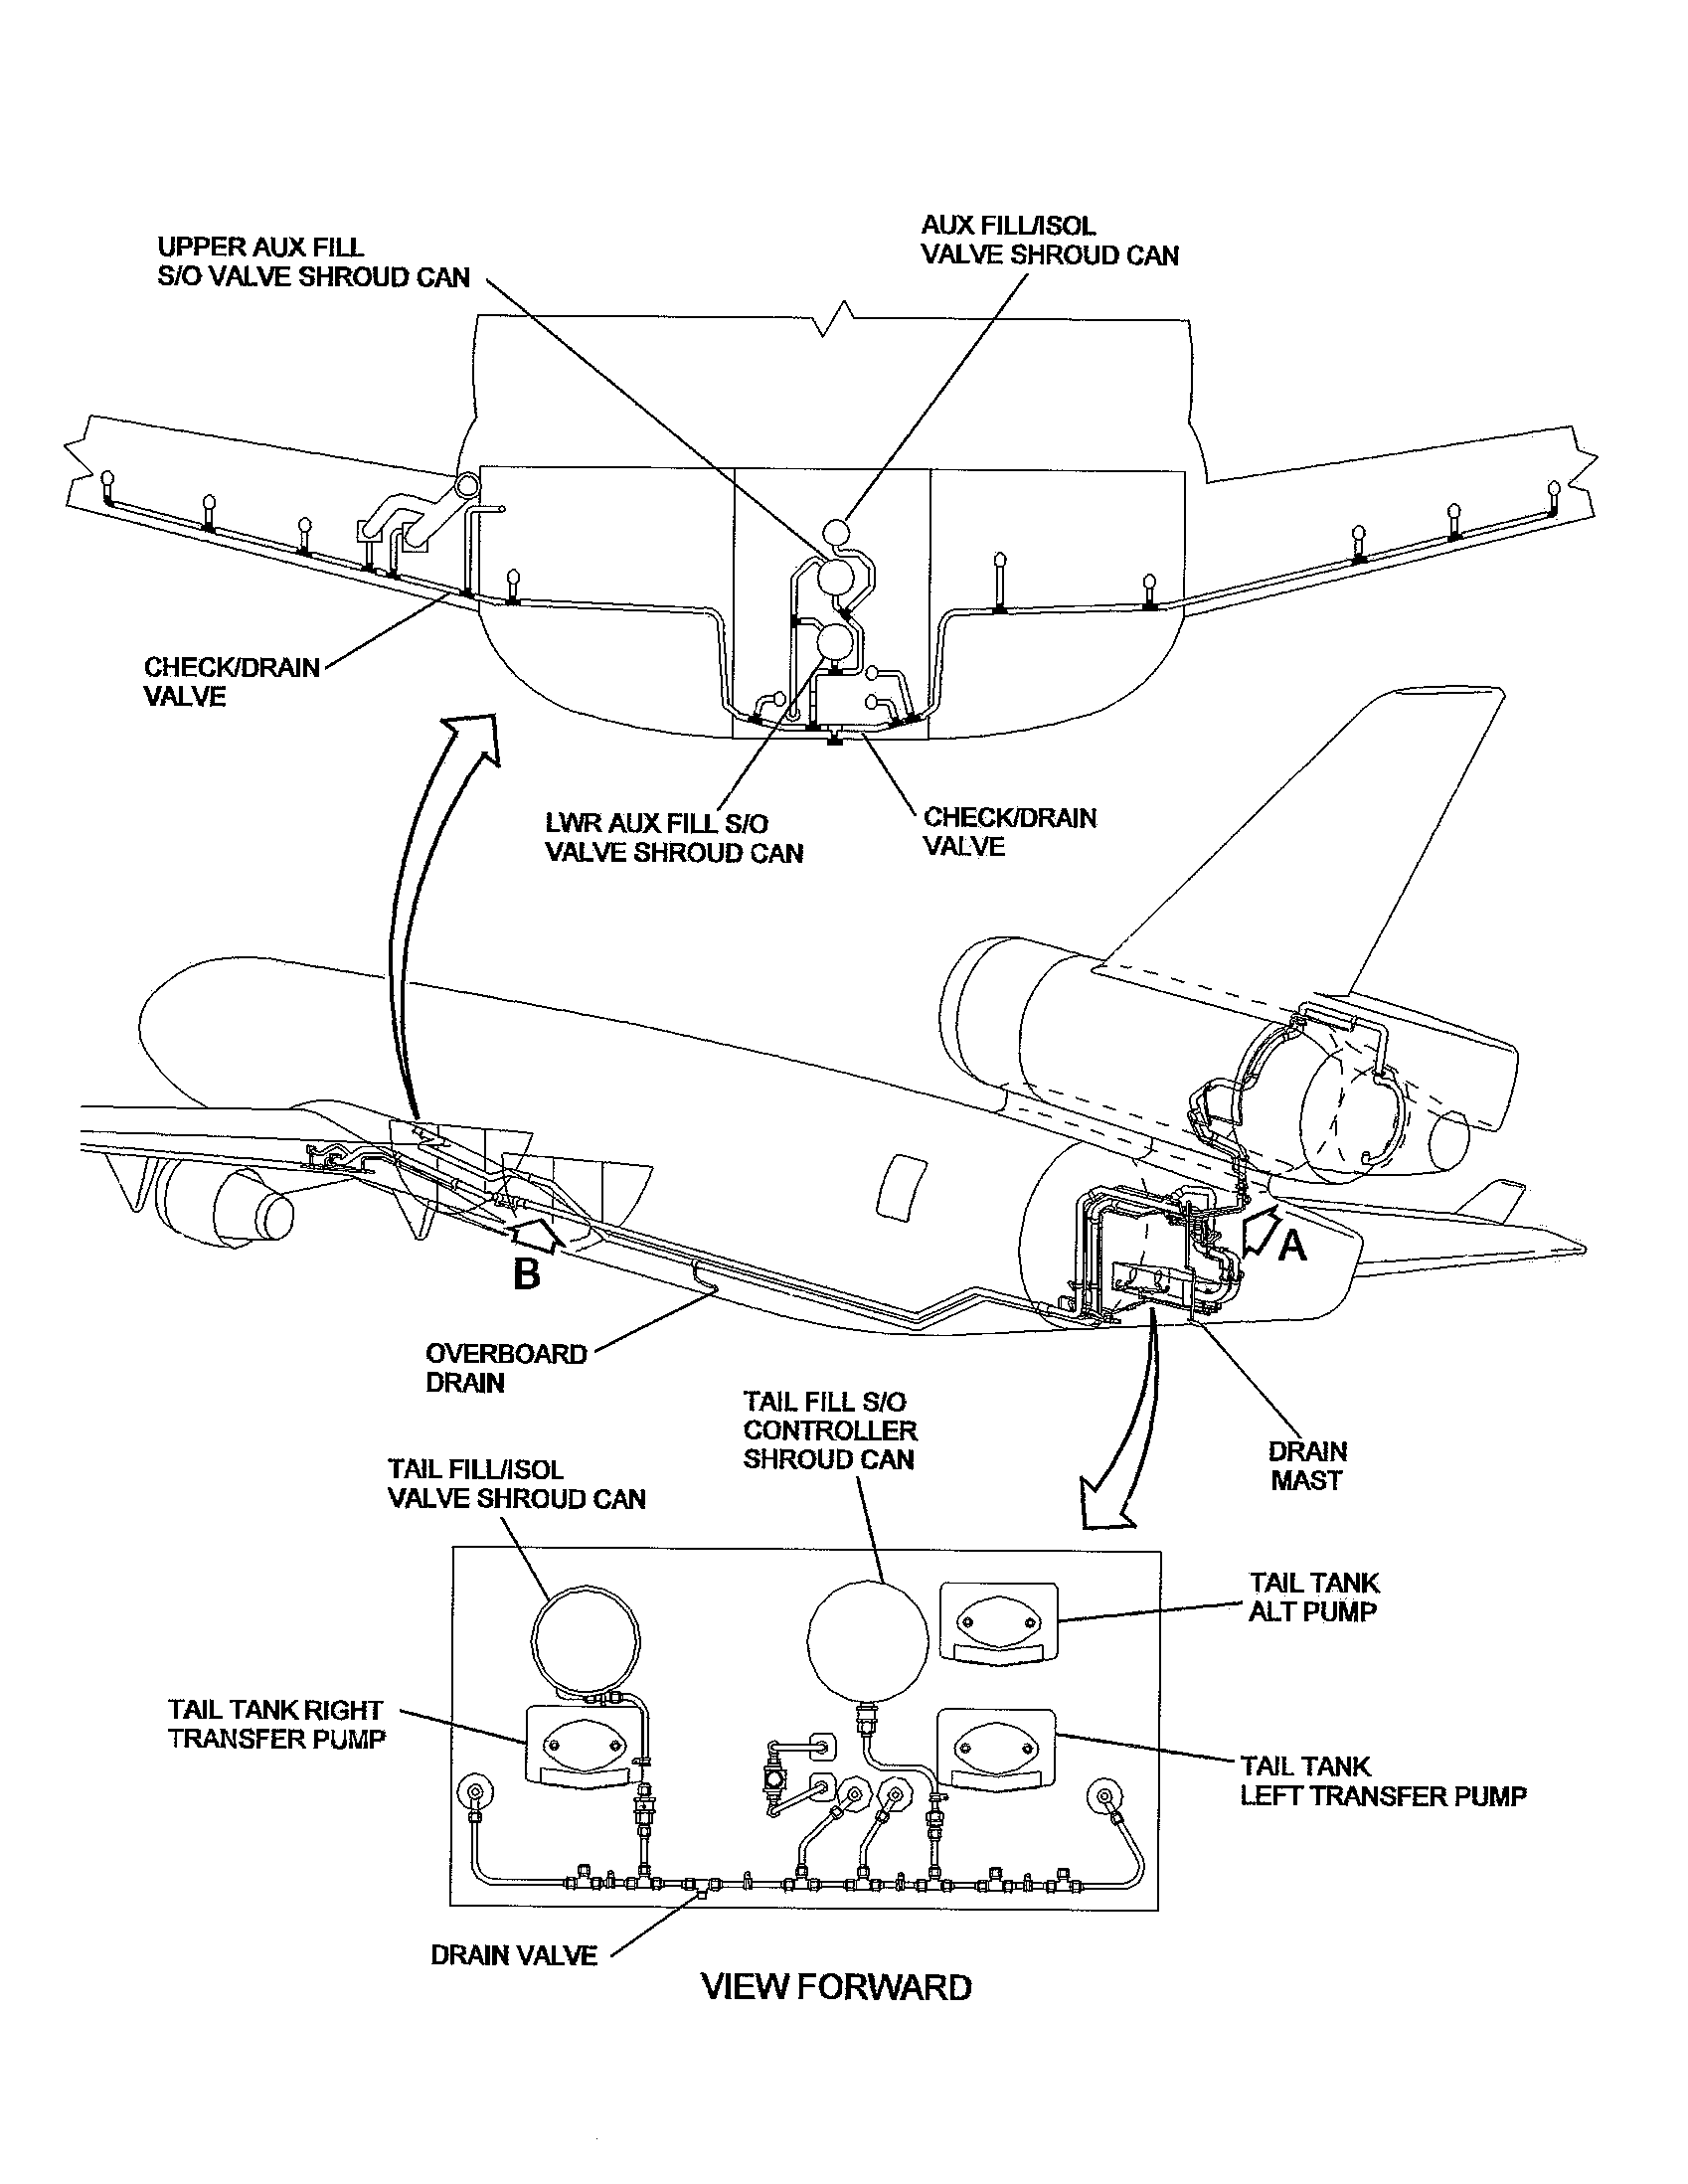 UPPER AUX FILL
S/O VALVE SHROUD CAN
AUX FILL/ISOL
VALVE SHROUD CAN
CHECK/DRAIN
VALVE
LWR AUX FILL S/O
VALVE SHROUD CAN
CHECK/DRAIN
VALVE
A
B
OVERBOARD
DRAIN
TAIL FILL S/O
CONTROLLER
SHROUD CAN
DRAIN
MAST
TAIL FILL/ISOL
VALVE SHROUD CAN
TAIL TANK
ALT PUMP
TAIL TANK RIGHT
TRANSFER PUMP
TAIL TANK
LEFT TRANSFER PUMP
DRAIN VALVE
VIEW FORWARD